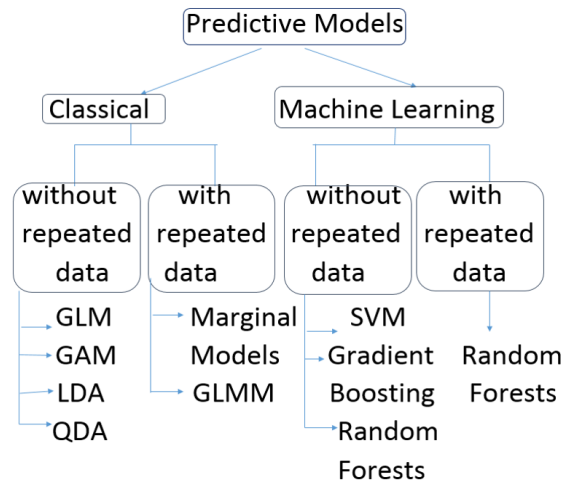 Predictive Models
Classical
Machine Learning
without
repeated
data
with
repeated
data
without
repeated
data
with
repeated
data
GLM
GAM
LDA
QDA
Marginal
Models
GLMM
SVM
Gradient
Boosting
Random
Forests
Random
Forests